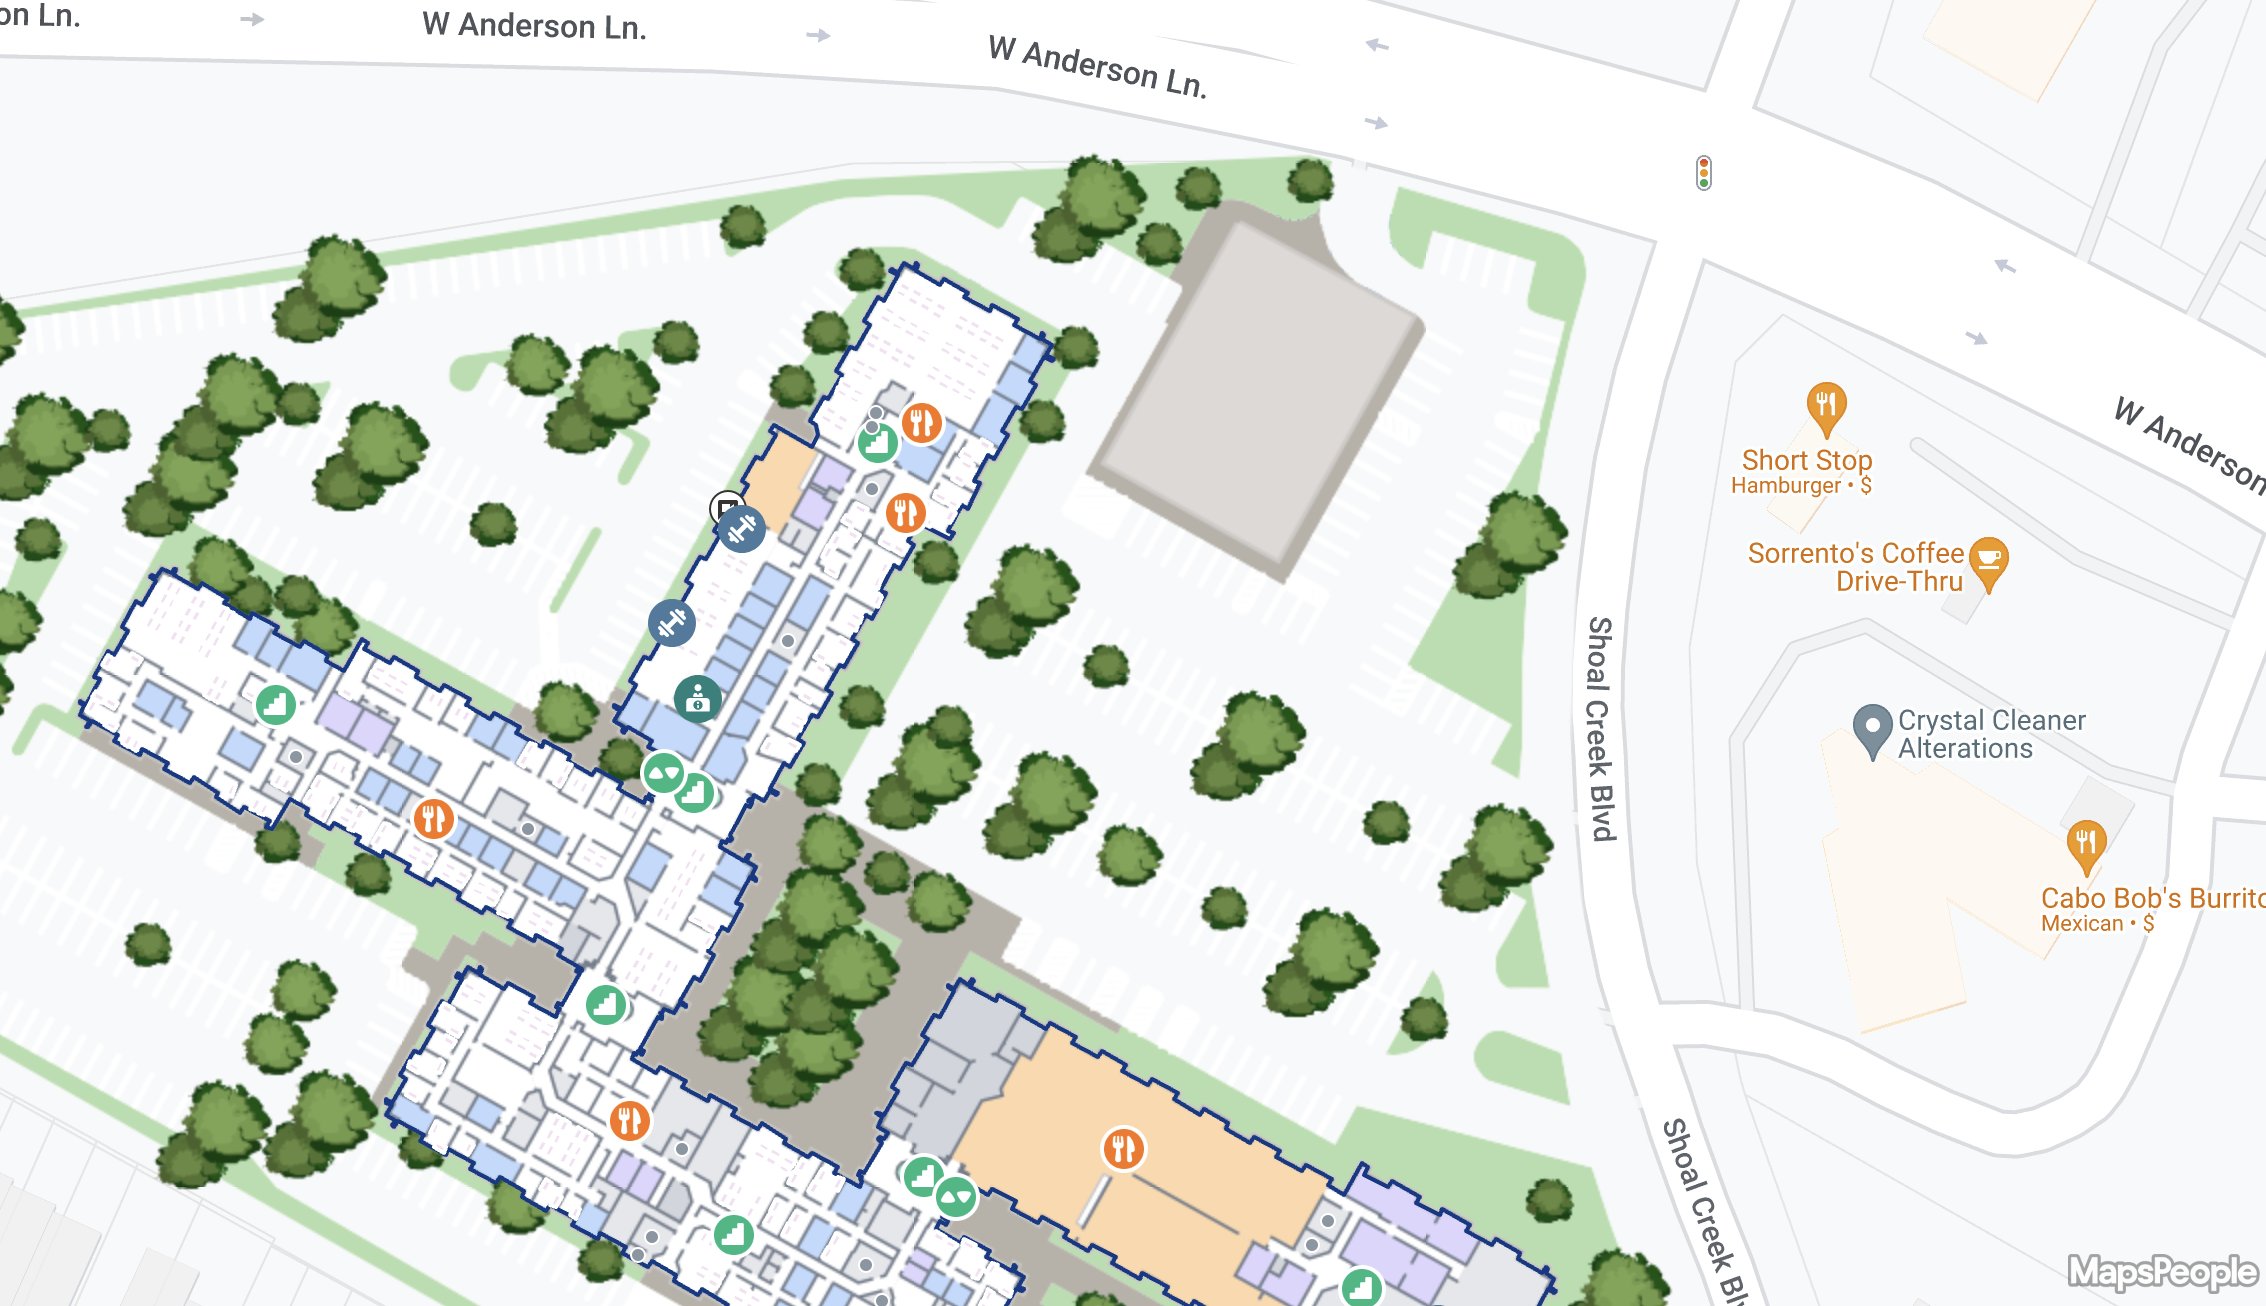 on Ln.
W Anderson Ln.
W Anderson Ln.
W Anderson
Short Stop
Hamburger • $
Sorrento's Coffee
Drive-Thru
Shoal Creek Blvd
Crystal Cleaner
Alterations
Cabo Bob's Burrito
Mexican • $
Shoal Creek Blv
MapsPeople